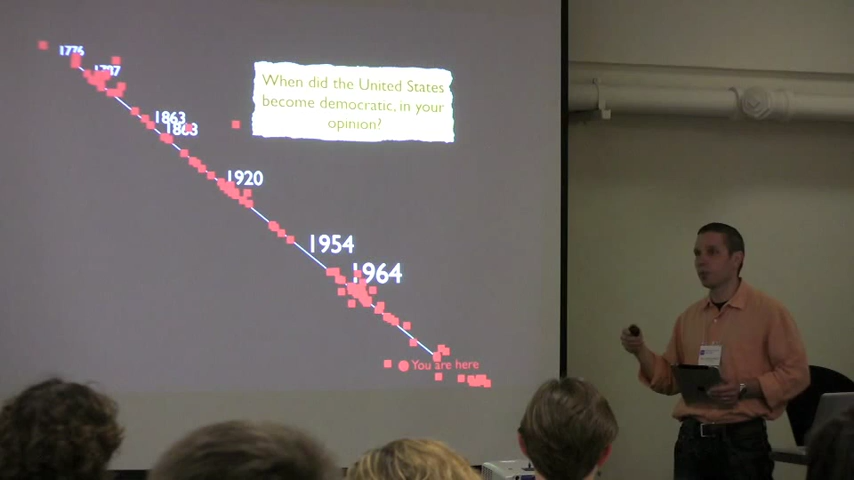 1776
When did the United States
become democratic, in your
opinion?
1863
1920
1954
1964
You are here